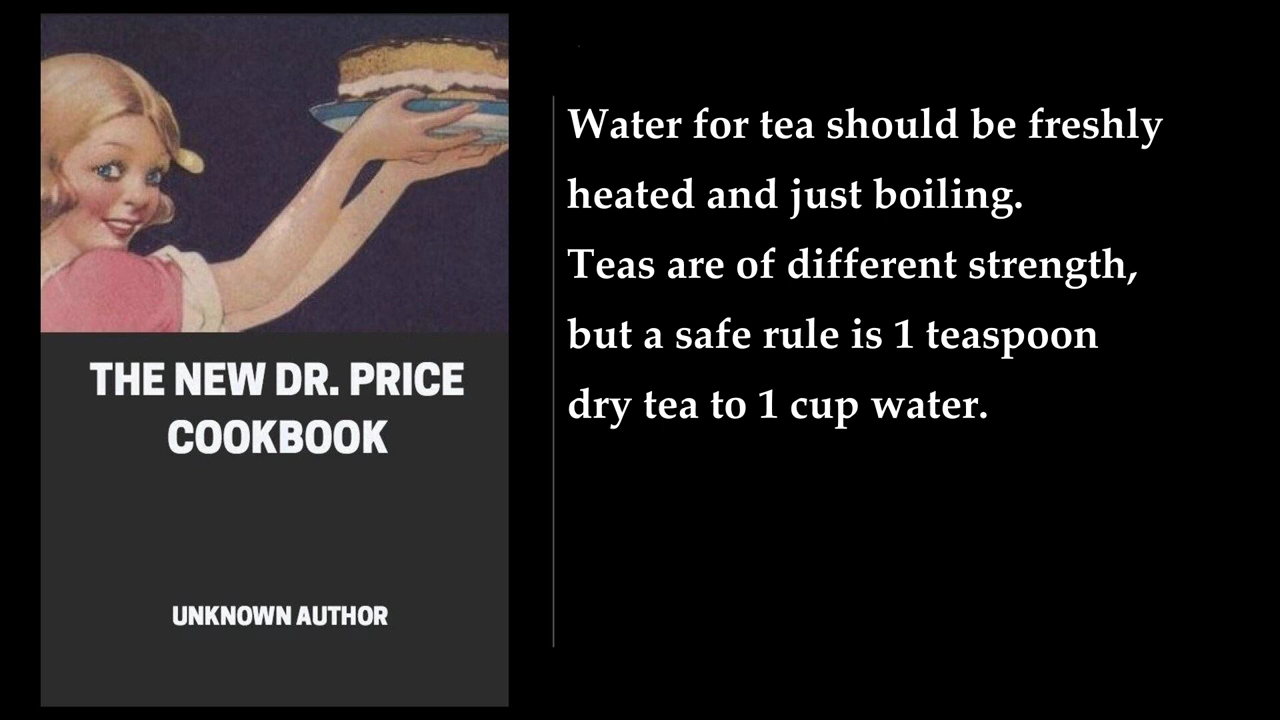 THE NEW DR. PRICE
COOKBOOK
UNKNOWN AUTHOR
Water for tea should be freshly
heated and just boiling.
Teas are of different strength,
but a safe rule is 1 teaspoon
dry tea to 1 cup water.